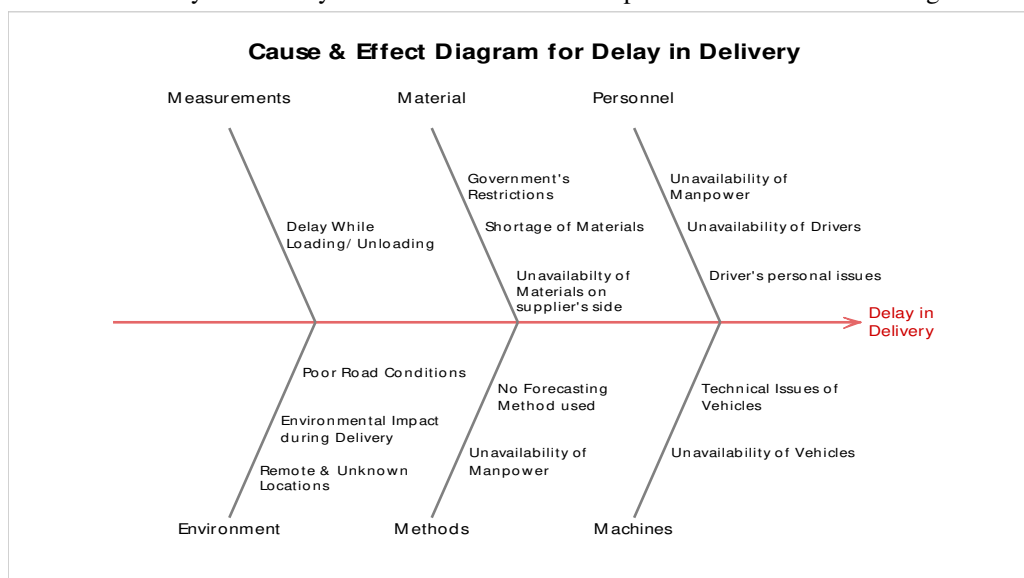 Cause & Effect Diagram for Delay in Delivery
Measurements
Material
Personnel
Government's
Restrictions
Unavailability of
Manpower
Delay While
Loading/ Unloading
Shortage of Materials
Unavailability of Drivers
Unavailabilty of
Materials on
supplier's side
Driver's personal issues
Delay in
Delivery
Poor Road Conditions
No Forecasting
Method used
Technical Issues of
Vehicles
Environmental Impact
during Delivery
Unavailability of
Manpower
Unavailability of Vehicles
Remote & Unknown
Locations
Environment
Methods
Machines